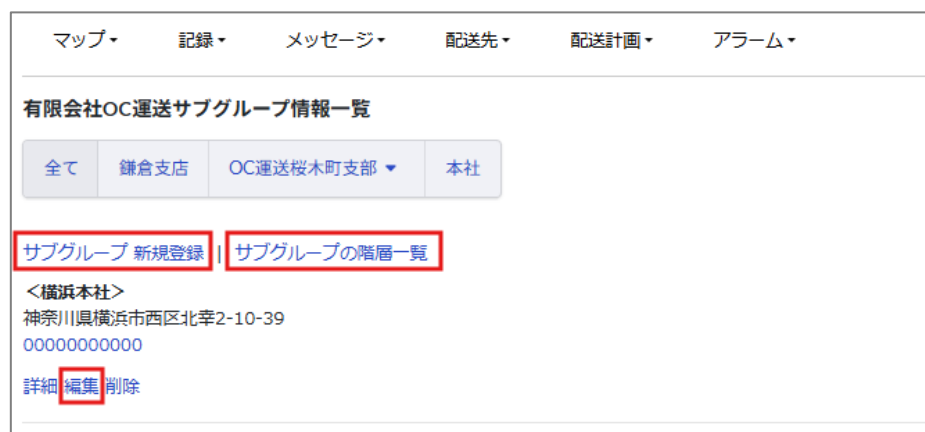 マップ▾ 記録▾ メッセージ▾ 配送先▾ 配送計画▾ アラーム▾
有限会社OC運送サブグループ情報一覧
全て 鎌倉支店 OC運送桜木町支部 ▾ 本社
サブグループ 新規登録 | サブグループの階層一覧
＜横浜本社＞
神奈川県横浜市西区北幸2-10-39
00000000000
詳細 編集 削除